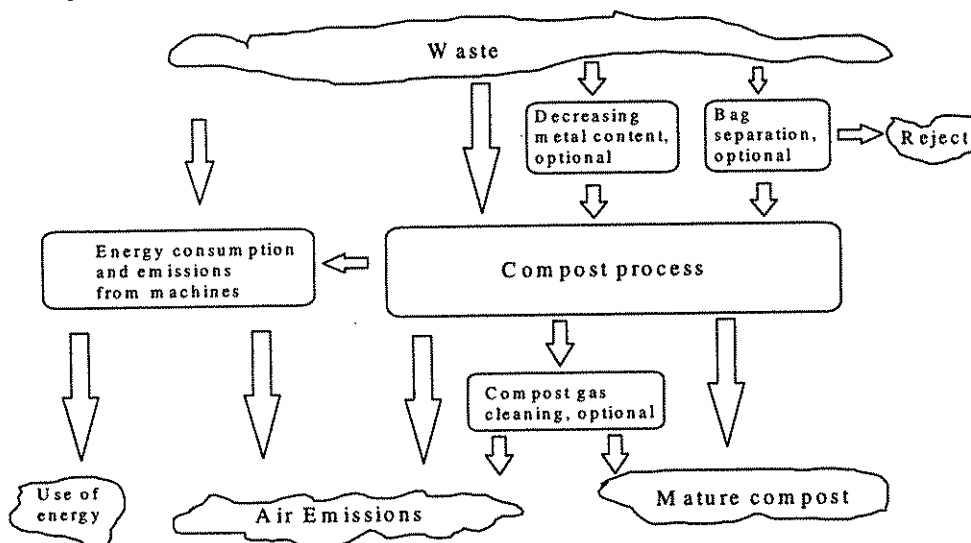 Waste
Decreasing
metal content,
optional
Bag
separation,
optional
Reject
Energy consumption
and emissions
from machines
Compost process
Compost gas
cleaning, optional
Use of
energy
Air Emissions
Mature compost